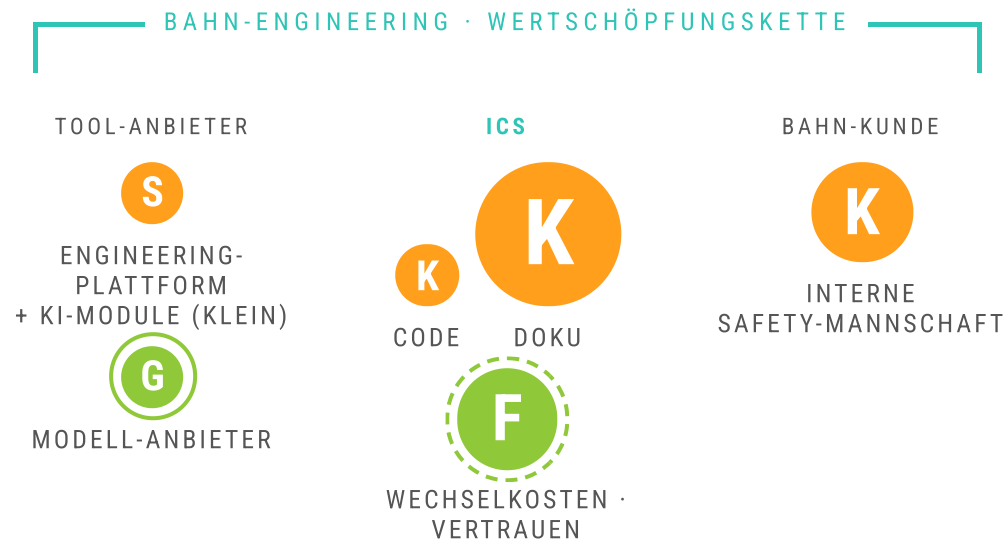 BAHN-ENGINEERING · WERTSCHÖPFUNGSKETTE
TOOL-ANBIETER
S
ENGINEERING-
PLATTFORM
+ KI-MODULE (KLEIN)
G
MODELL-ANBIETER
ICS
K
K
CODE
DOKU
F
WECHSELKOSTEN ·
VERTRAUEN
BAHN-KUNDE
K
INTERNE
SAFETY-MANNSCHAFT